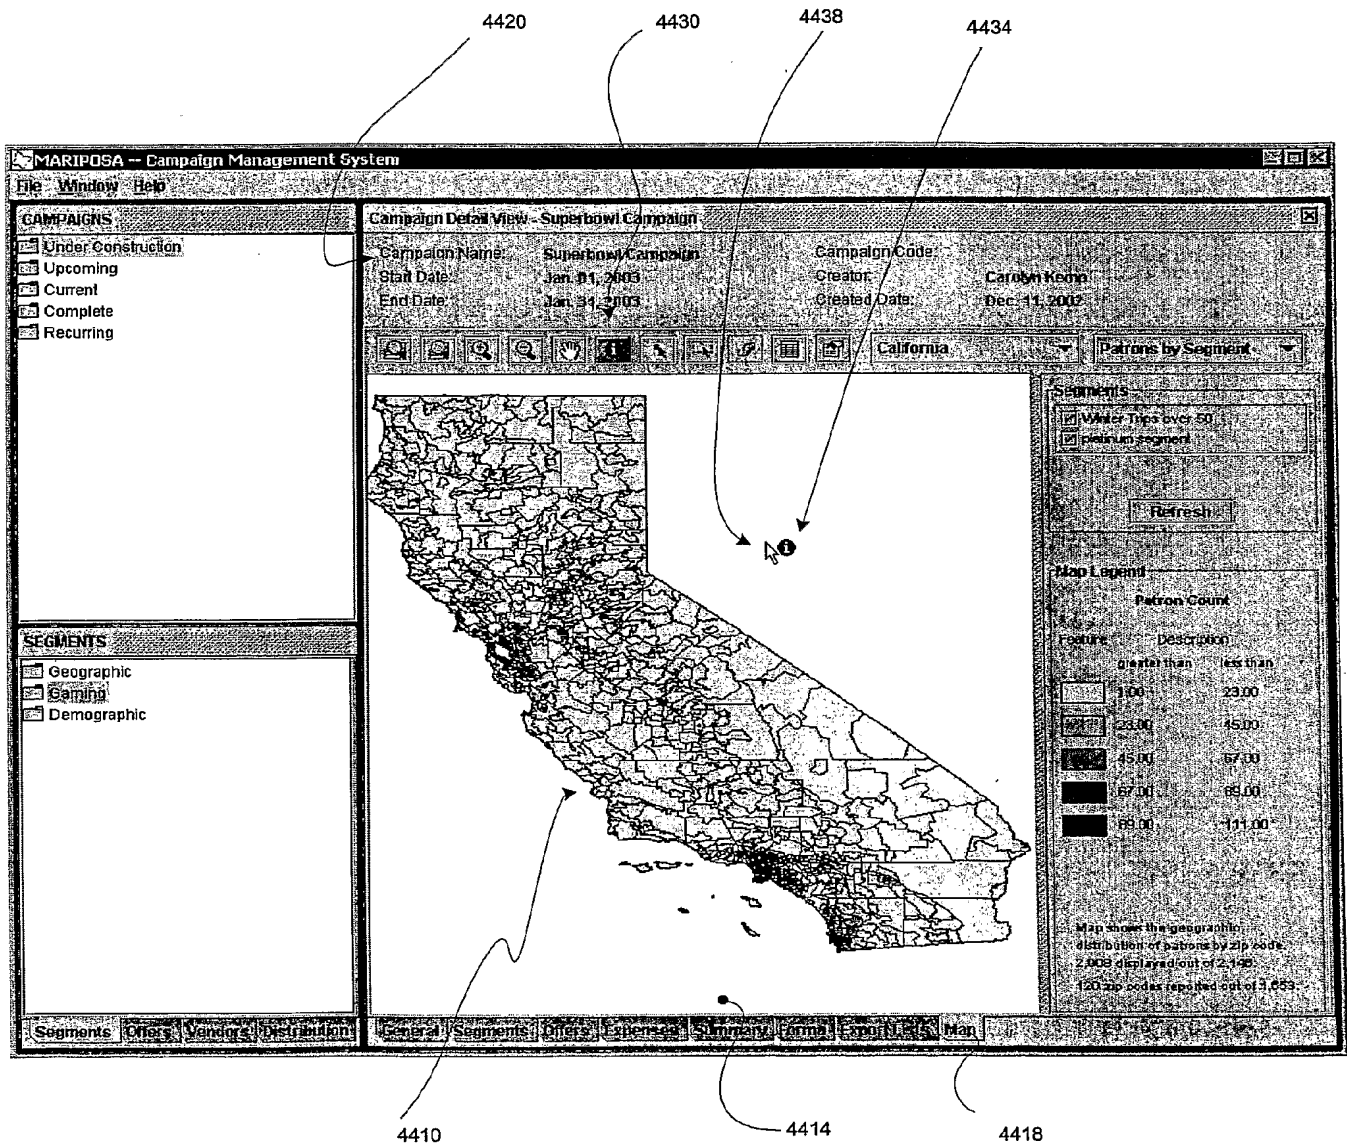 4420
4430
4438
4434
MARIPOSA -- Campaign Management System
File Window Help
CAMPAIGNS
Under Construction
Upcoming
Current
Complete
Recurring
Campaign Detail View - Superbowl Campaign
Campaign Name: Superbowl Campaign Campaign Code:
Start Date: Jan. 01, 2003 Creator: Carolyn Kemp
End Date: Jan. 31, 2003 Created Date: Dec. 11, 2002
California Patrons by Segment
Segments
Winter Trips over 50
platinum segment
Refresh
Map Legend
Patron Count
Feature Description
greater than less than
1.00 23.00
23.00 45.00
45.00 67.00
67.00 89.00
89.00 111.00
Map shows the geographic
distribution of patrons by zip code.
2,008 displayed out of 2,148.
120 zip codes reported out of 1,653.
SEGMENTS
Geographic
Gaming
Demographic
Segments Offers Vendors Distribution
General Segments Offers Expenses Summary Forma Export Lists Map
4410
4414
4418